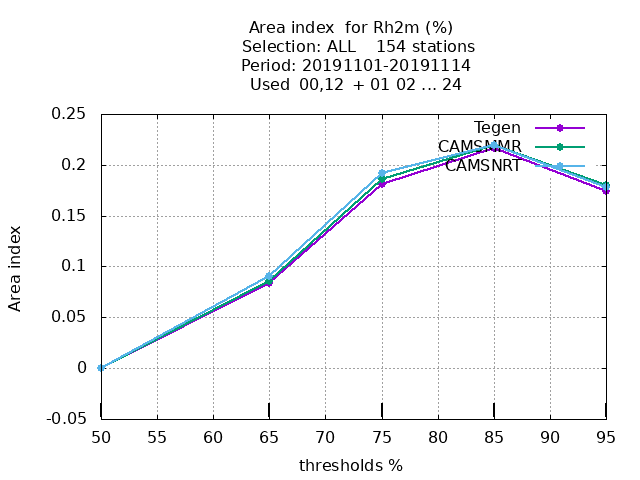 Area index  for Rh2m (%)
Selection: ALL    154 stations
Period: 20191101-20191114
Used  00,12  + 01 02 ... 24
0.25
0.2
0.15
0.1
0.05
0
-0.05
Area index
Tegen
CAMSMMR
CAMSNRT
50 55 60 65 70 75 80 85 90 95
thresholds %